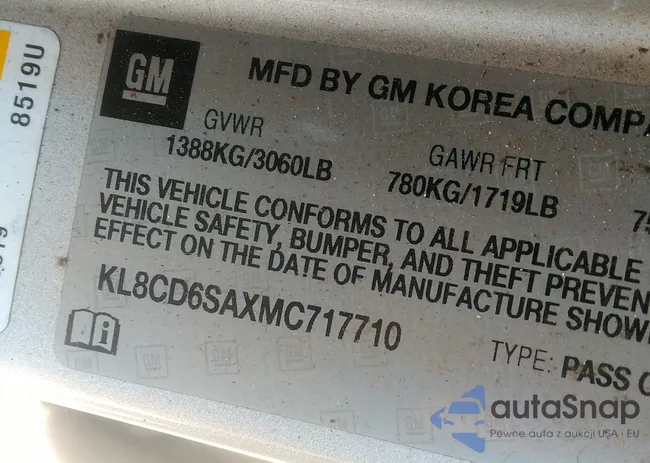 8519U
GM
MFD BY GM KOREA COMPA
GVWR
1388KG/3060LB
GAWR FRT
780KG/1719LB
THIS VEHICLE CONFORMS TO ALL APPLICABLE
VEHICLE SAFETY, BUMPER, AND THEFT PREVEN
EFFECT ON THE DATE OF MANUFACTURE SHOW
KL8CD6SAXMC717710
TYPE: PASS
autaSnap
Pewne auta z aukcji USA i EU